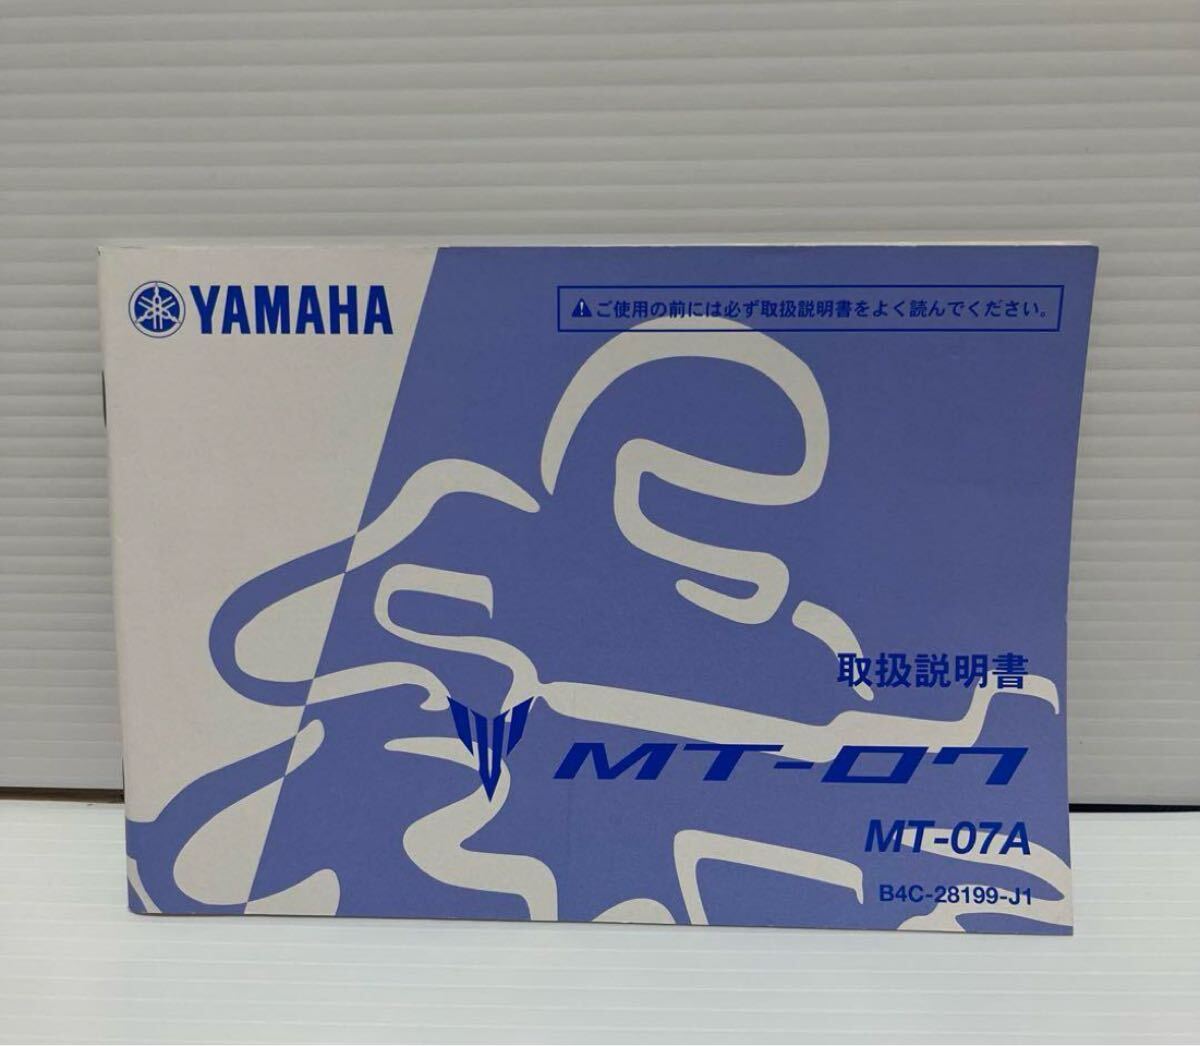 YAMAHA
⚠ご使用の前には必ず取扱説明書をよく読んでください。
取扱説明書
MT-07
MT-07A
B4C-28199-J1